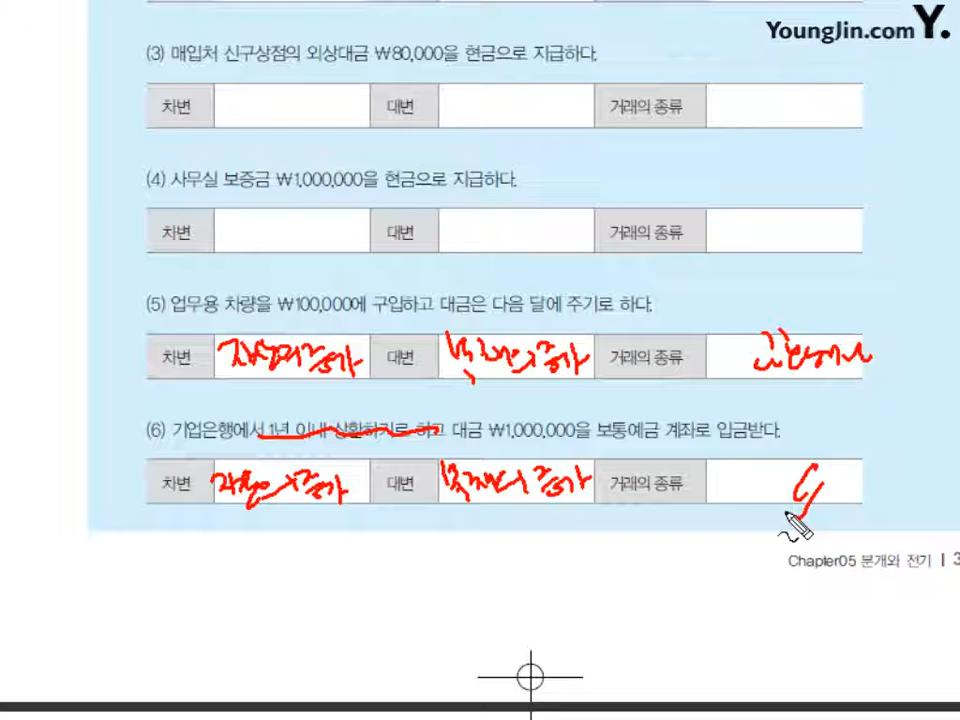 YoungJin.com Y.
(3) 매입처 신구상점의 외상대금 ₩80,000을 현금으로 지급하다.
차변 대변 거래의 종류
(4) 사무실 보증금 ₩1,000,000을 현금으로 지급하다.
차변 대변 거래의 종류
(5) 업무용 차량을 ₩100,000에 구입하고 대금은 다음 달에 주기로 하다.
차변 자산의 증가 대변 부채의 증가 거래의 종류 교환거래
(6) 기업은행에서 1년 이내 상환하기로 하고 대금 ₩1,000,000을 보통예금 계좌로 입금받다.
차변 자산의 증가 대변 부채의 증가 거래의 종류
Chapter05 분개와 전기 | 3